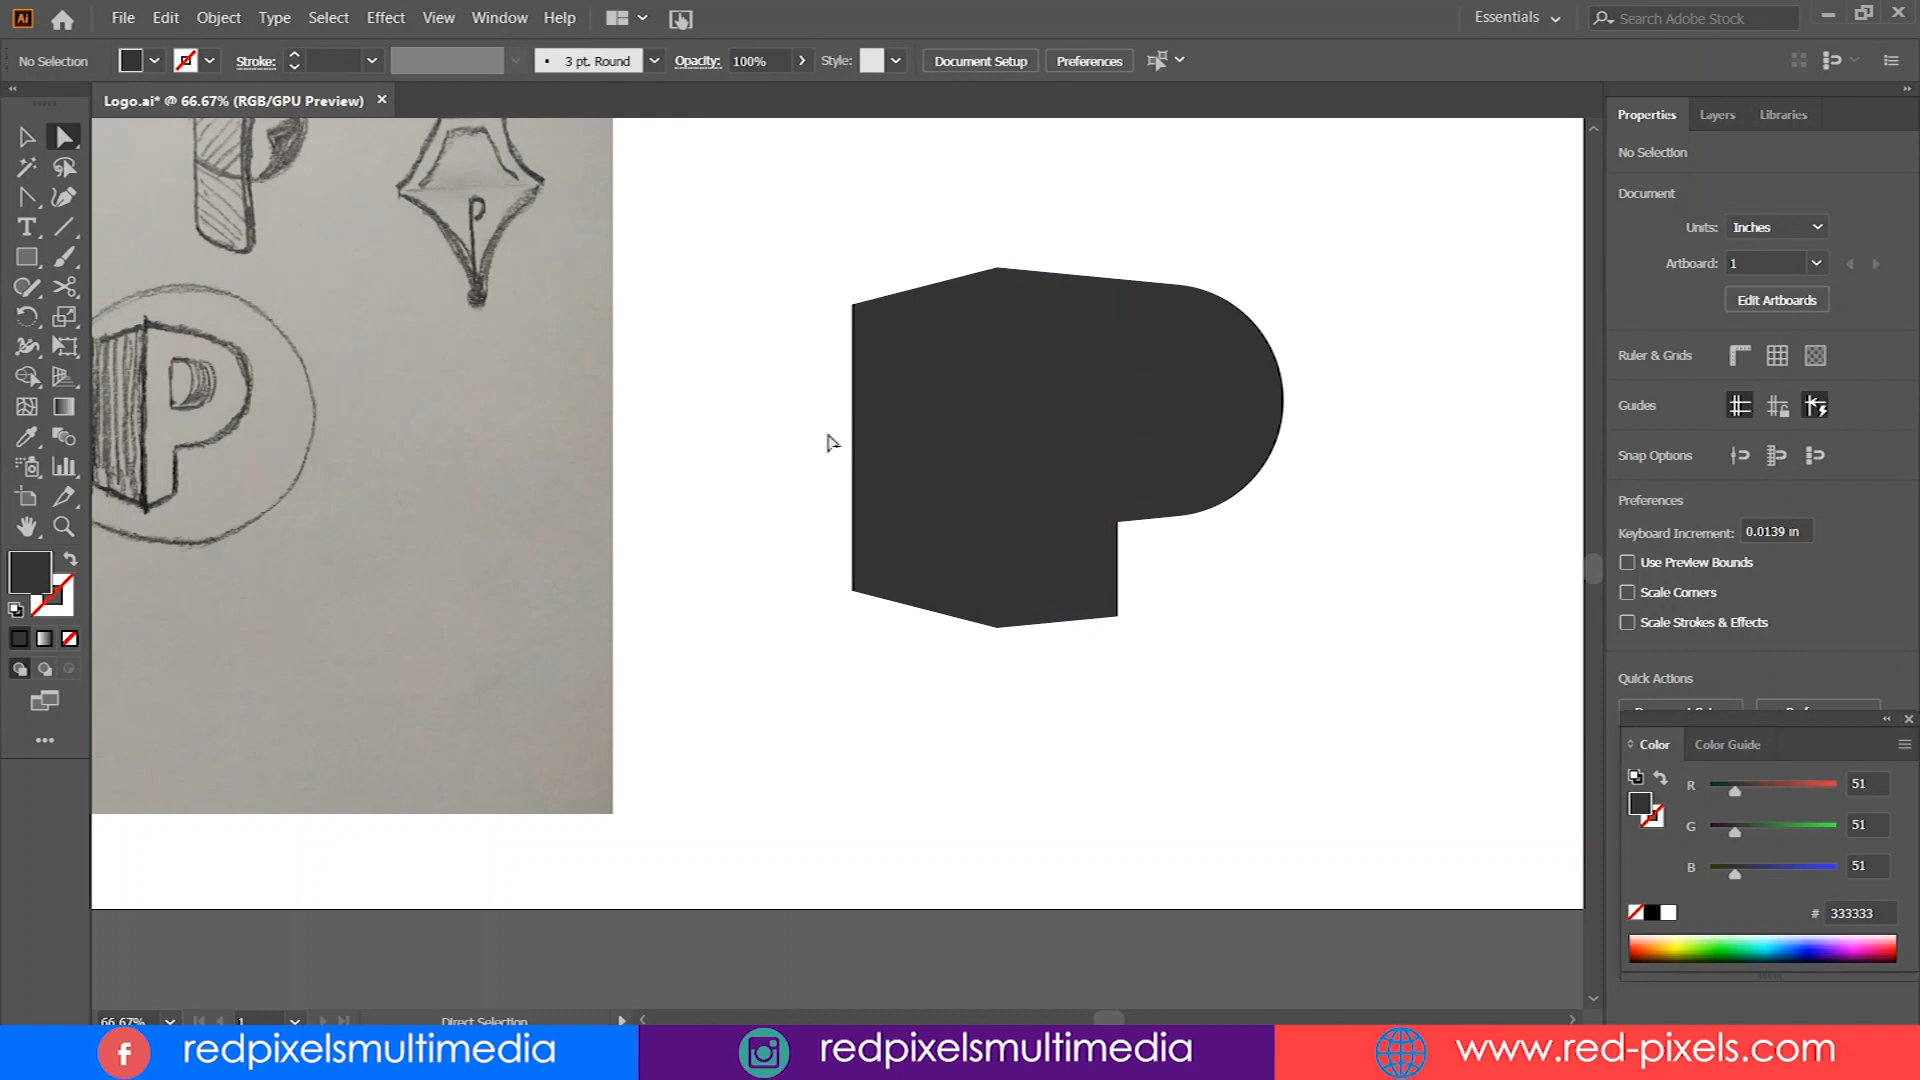 Ai File Edit Object Type Select Effect View Window Help Essentials Search Adobe Stock
No Selection Stroke: 3 pt. Round Opacity: 100% Style: Document Setup Preferences
Logo.ai* @ 66.67% (RGB/GPU Preview)
Properties Layers Libraries
No Selection
Document
Units: Inches
Artboard: 1
Edit Artboards
Ruler & Grids
Guides
Snap Options
Preferences
Keyboard Increment: 0.0139 in
Use Preview Bounds
Scale Corners
Scale Strokes & Effects
Quick Actions
Color Color Guide
R 51
G 51
B 51
# 333333
P
P
66.67% 1 Direct Selection
redpixelsmultimedia redpixelsmultimedia www.red-pixels.com